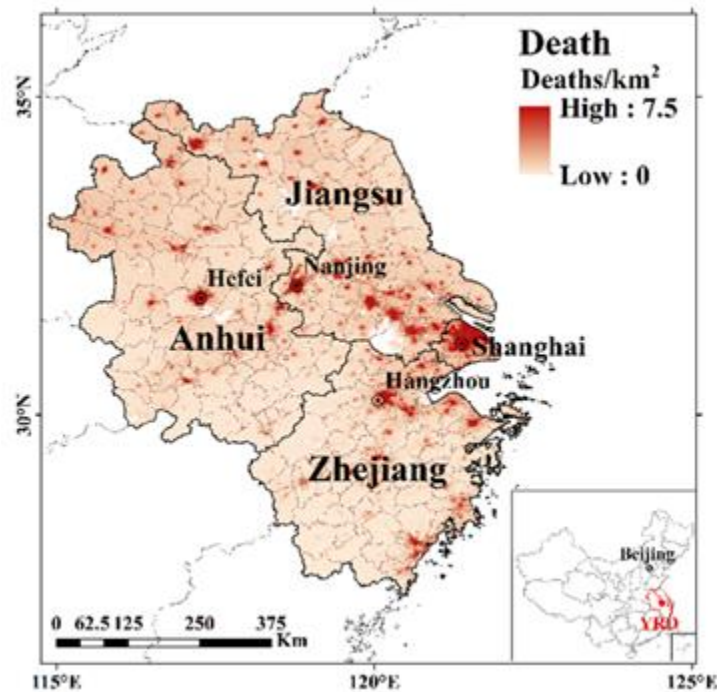 Death
Deaths/km²
High : 7.5
Low : 0
35°N
30°N
Jiangsu
Nanjing
Hefei
Anhui
Shanghai
Hangzhou
Zhejiang
0 62.5 125 250 375
Km
Beijing
YRD
115°E 120°E 125°E